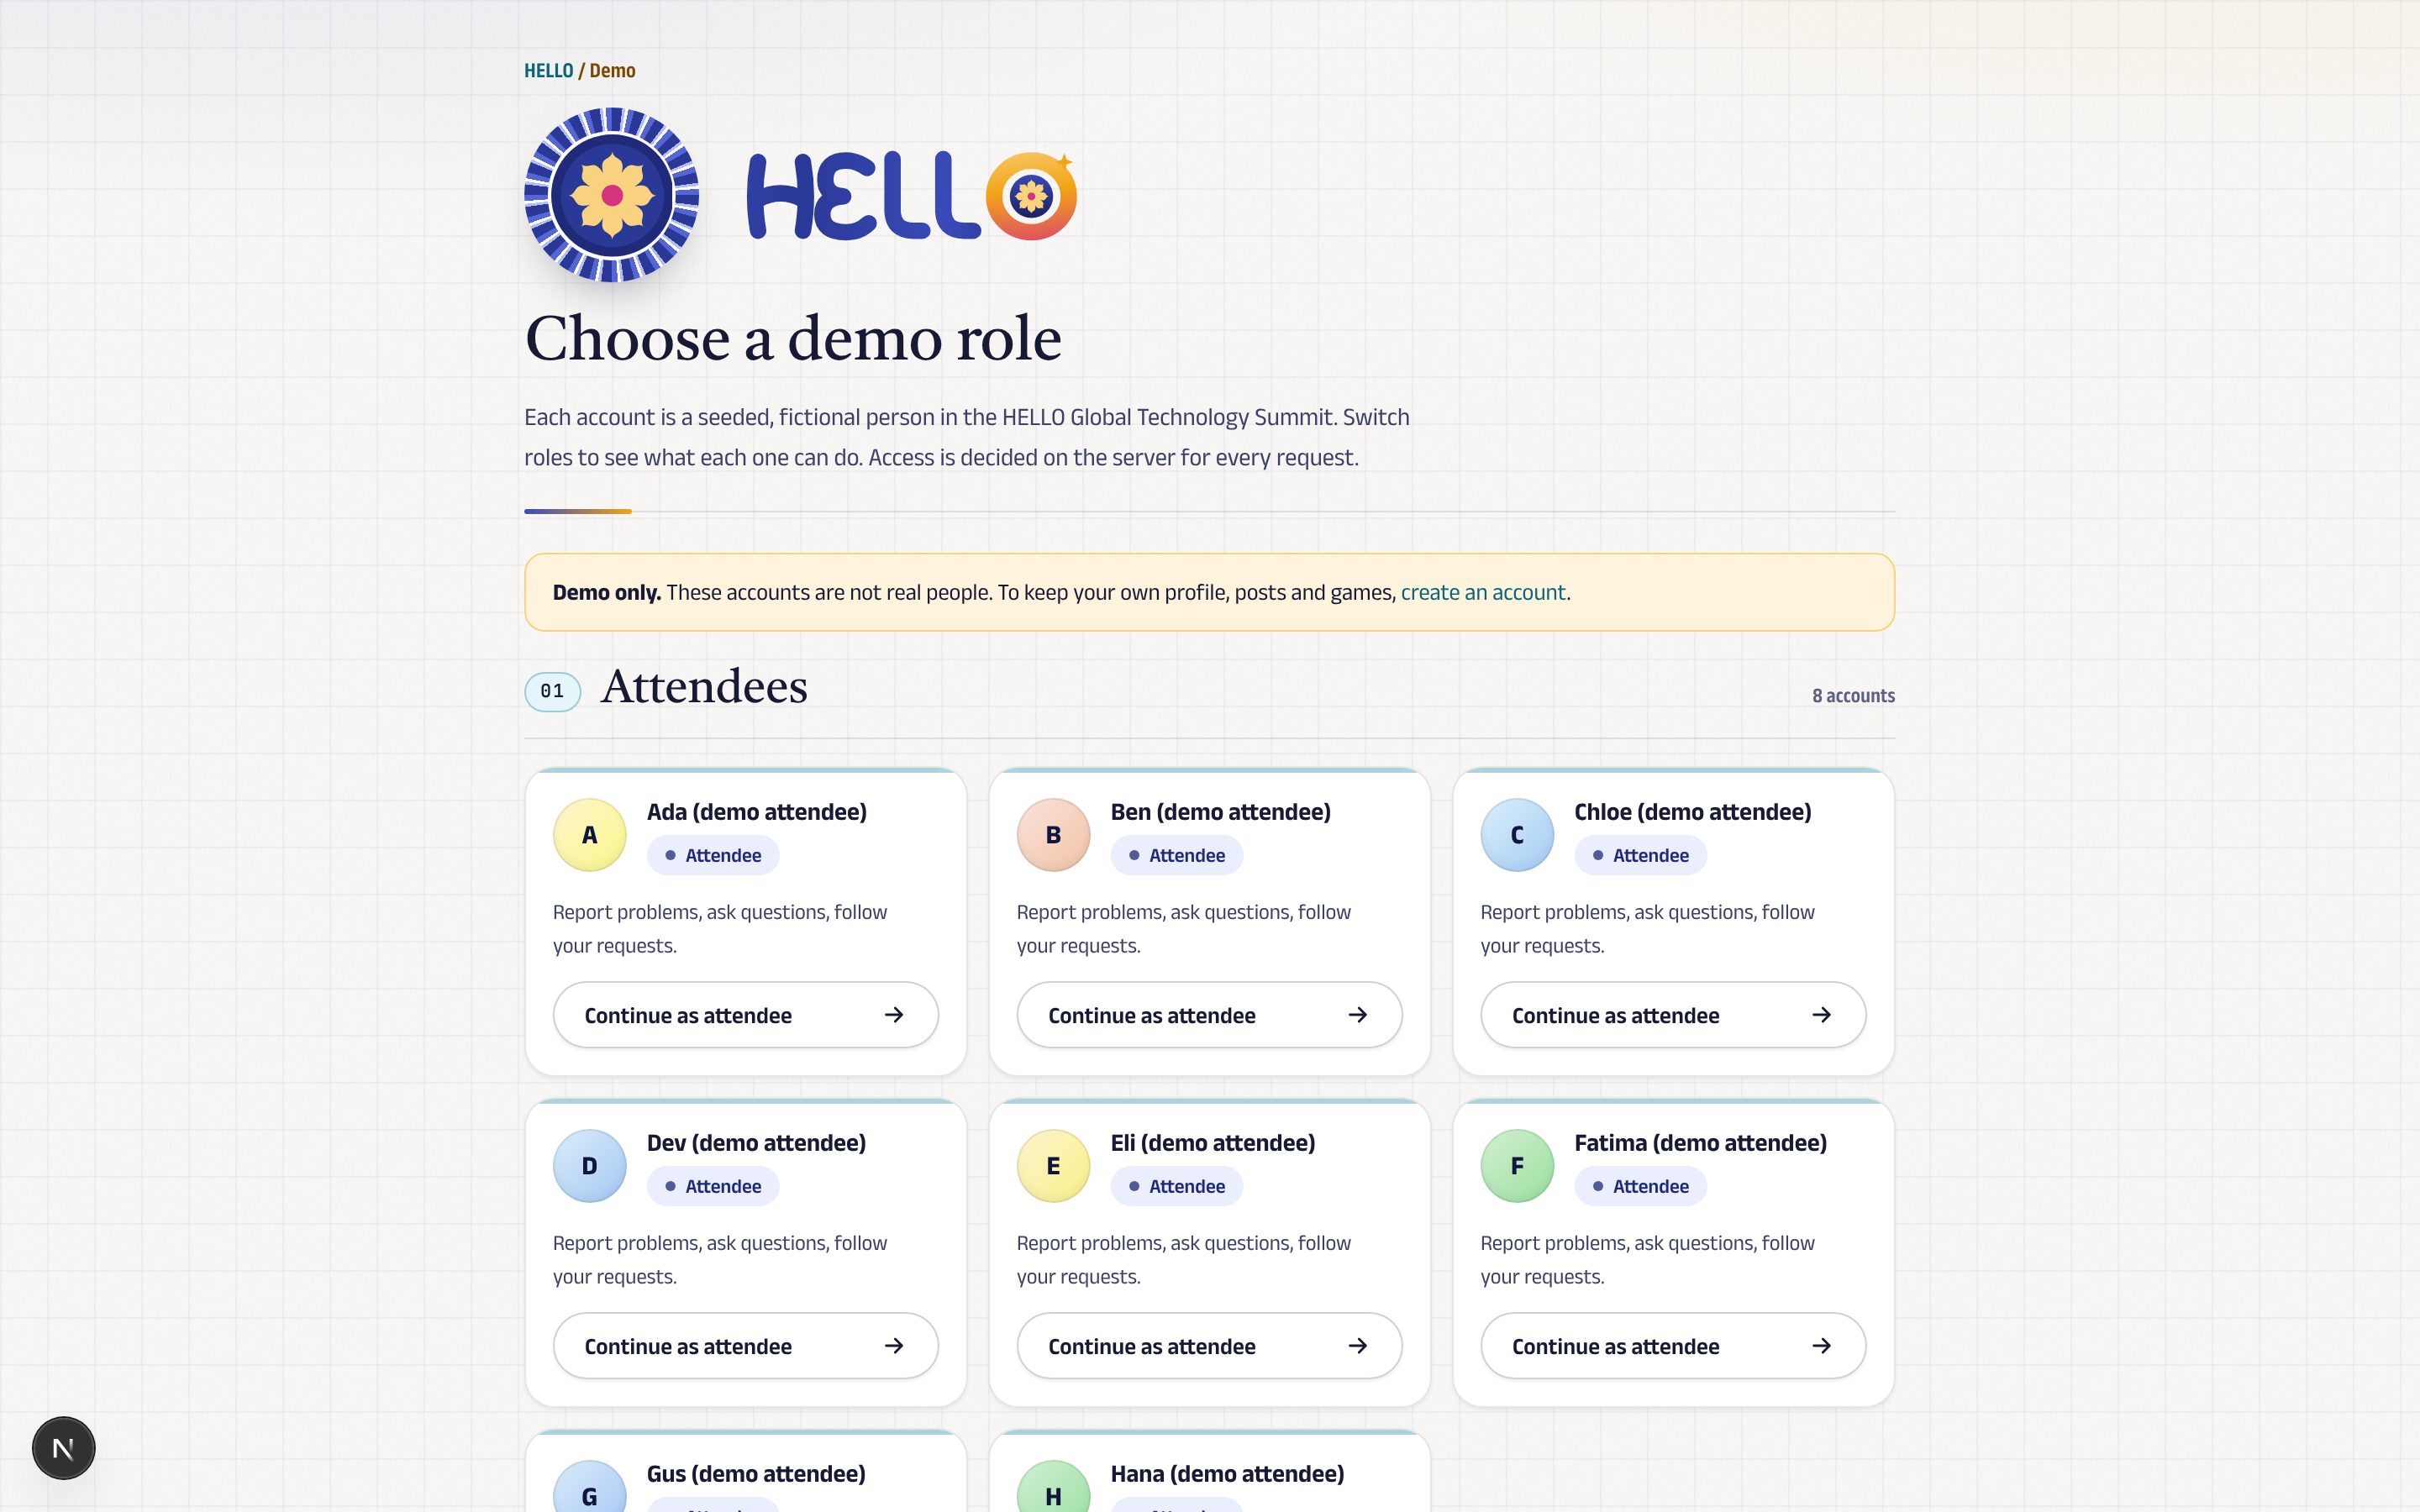 HELLO / Demo
HELLO
Choose a demo role
Each account is a seeded, fictional person in the HELLO Global Technology Summit. Switch
roles to see what each one can do. Access is decided on the server for every request.
Demo only. These accounts are not real people. To keep your own profile, posts and games, create an account.
01 Attendees
8 accounts
A
Ada (demo attendee)
Attendee
Report problems, ask questions, follow
your requests.
Continue as attendee →
B
Ben (demo attendee)
Attendee
Report problems, ask questions, follow
your requests.
Continue as attendee →
C
Chloe (demo attendee)
Attendee
Report problems, ask questions, follow
your requests.
Continue as attendee →
D
Dev (demo attendee)
Attendee
Report problems, ask questions, follow
your requests.
Continue as attendee →
E
Eli (demo attendee)
Attendee
Report problems, ask questions, follow
your requests.
Continue as attendee →
F
Fatima (demo attendee)
Attendee
Report problems, ask questions, follow
your requests.
Continue as attendee →
G
Gus (demo attendee)
H
Hana (demo attendee)
N